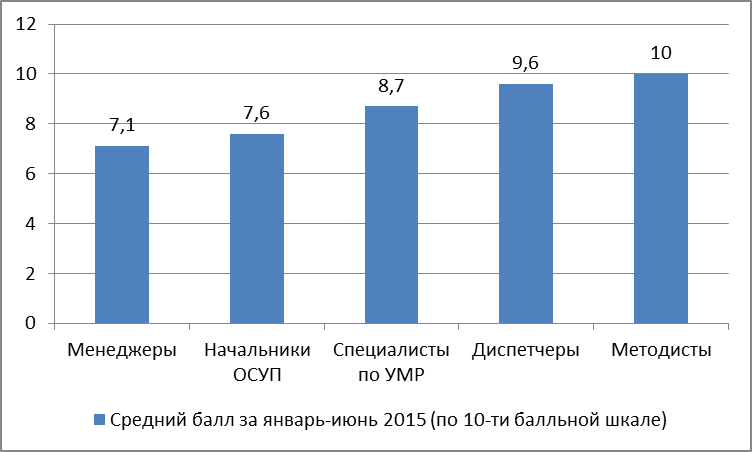 12
10
8
6
4
2
0
7,1
7,6
8,7
9,6
10
Менеджеры
Начальники
ОСУП
Специалисты
по УМР
Диспетчеры
Методисты
Средний балл за январь-июнь 2015 (по 10-ти балльной шкале)